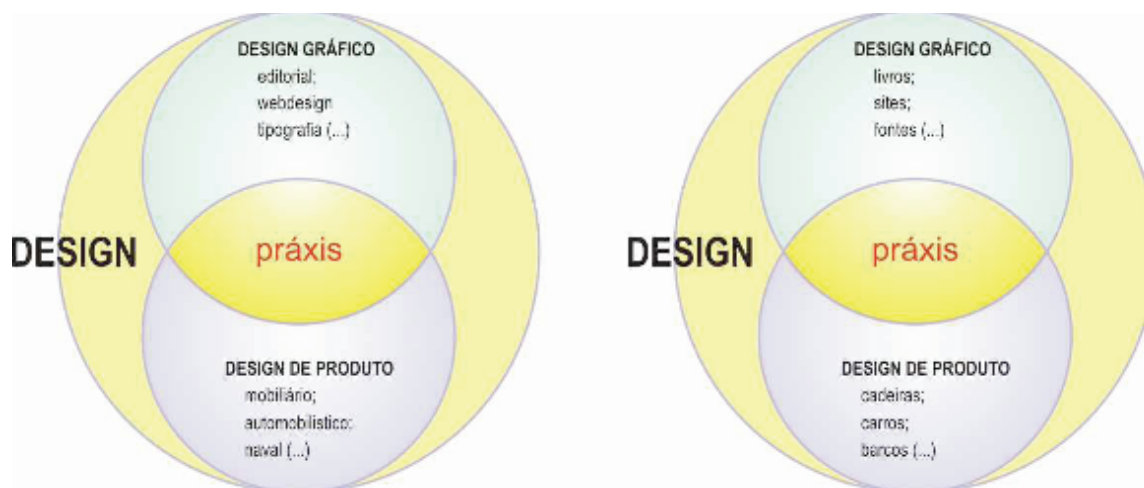 DESIGN GRÁFICO
editorial;
webdesign
tipografia (...)
DESIGN
práxis
DESIGN DE PRODUTO
mobiliário;
automobilístico;
naval (...)
DESIGN GRÁFICO
livros;
sites;
fontes (...)
DESIGN
práxis
DESIGN DE PRODUTO
cadeiras;
carros;
barcos (...)